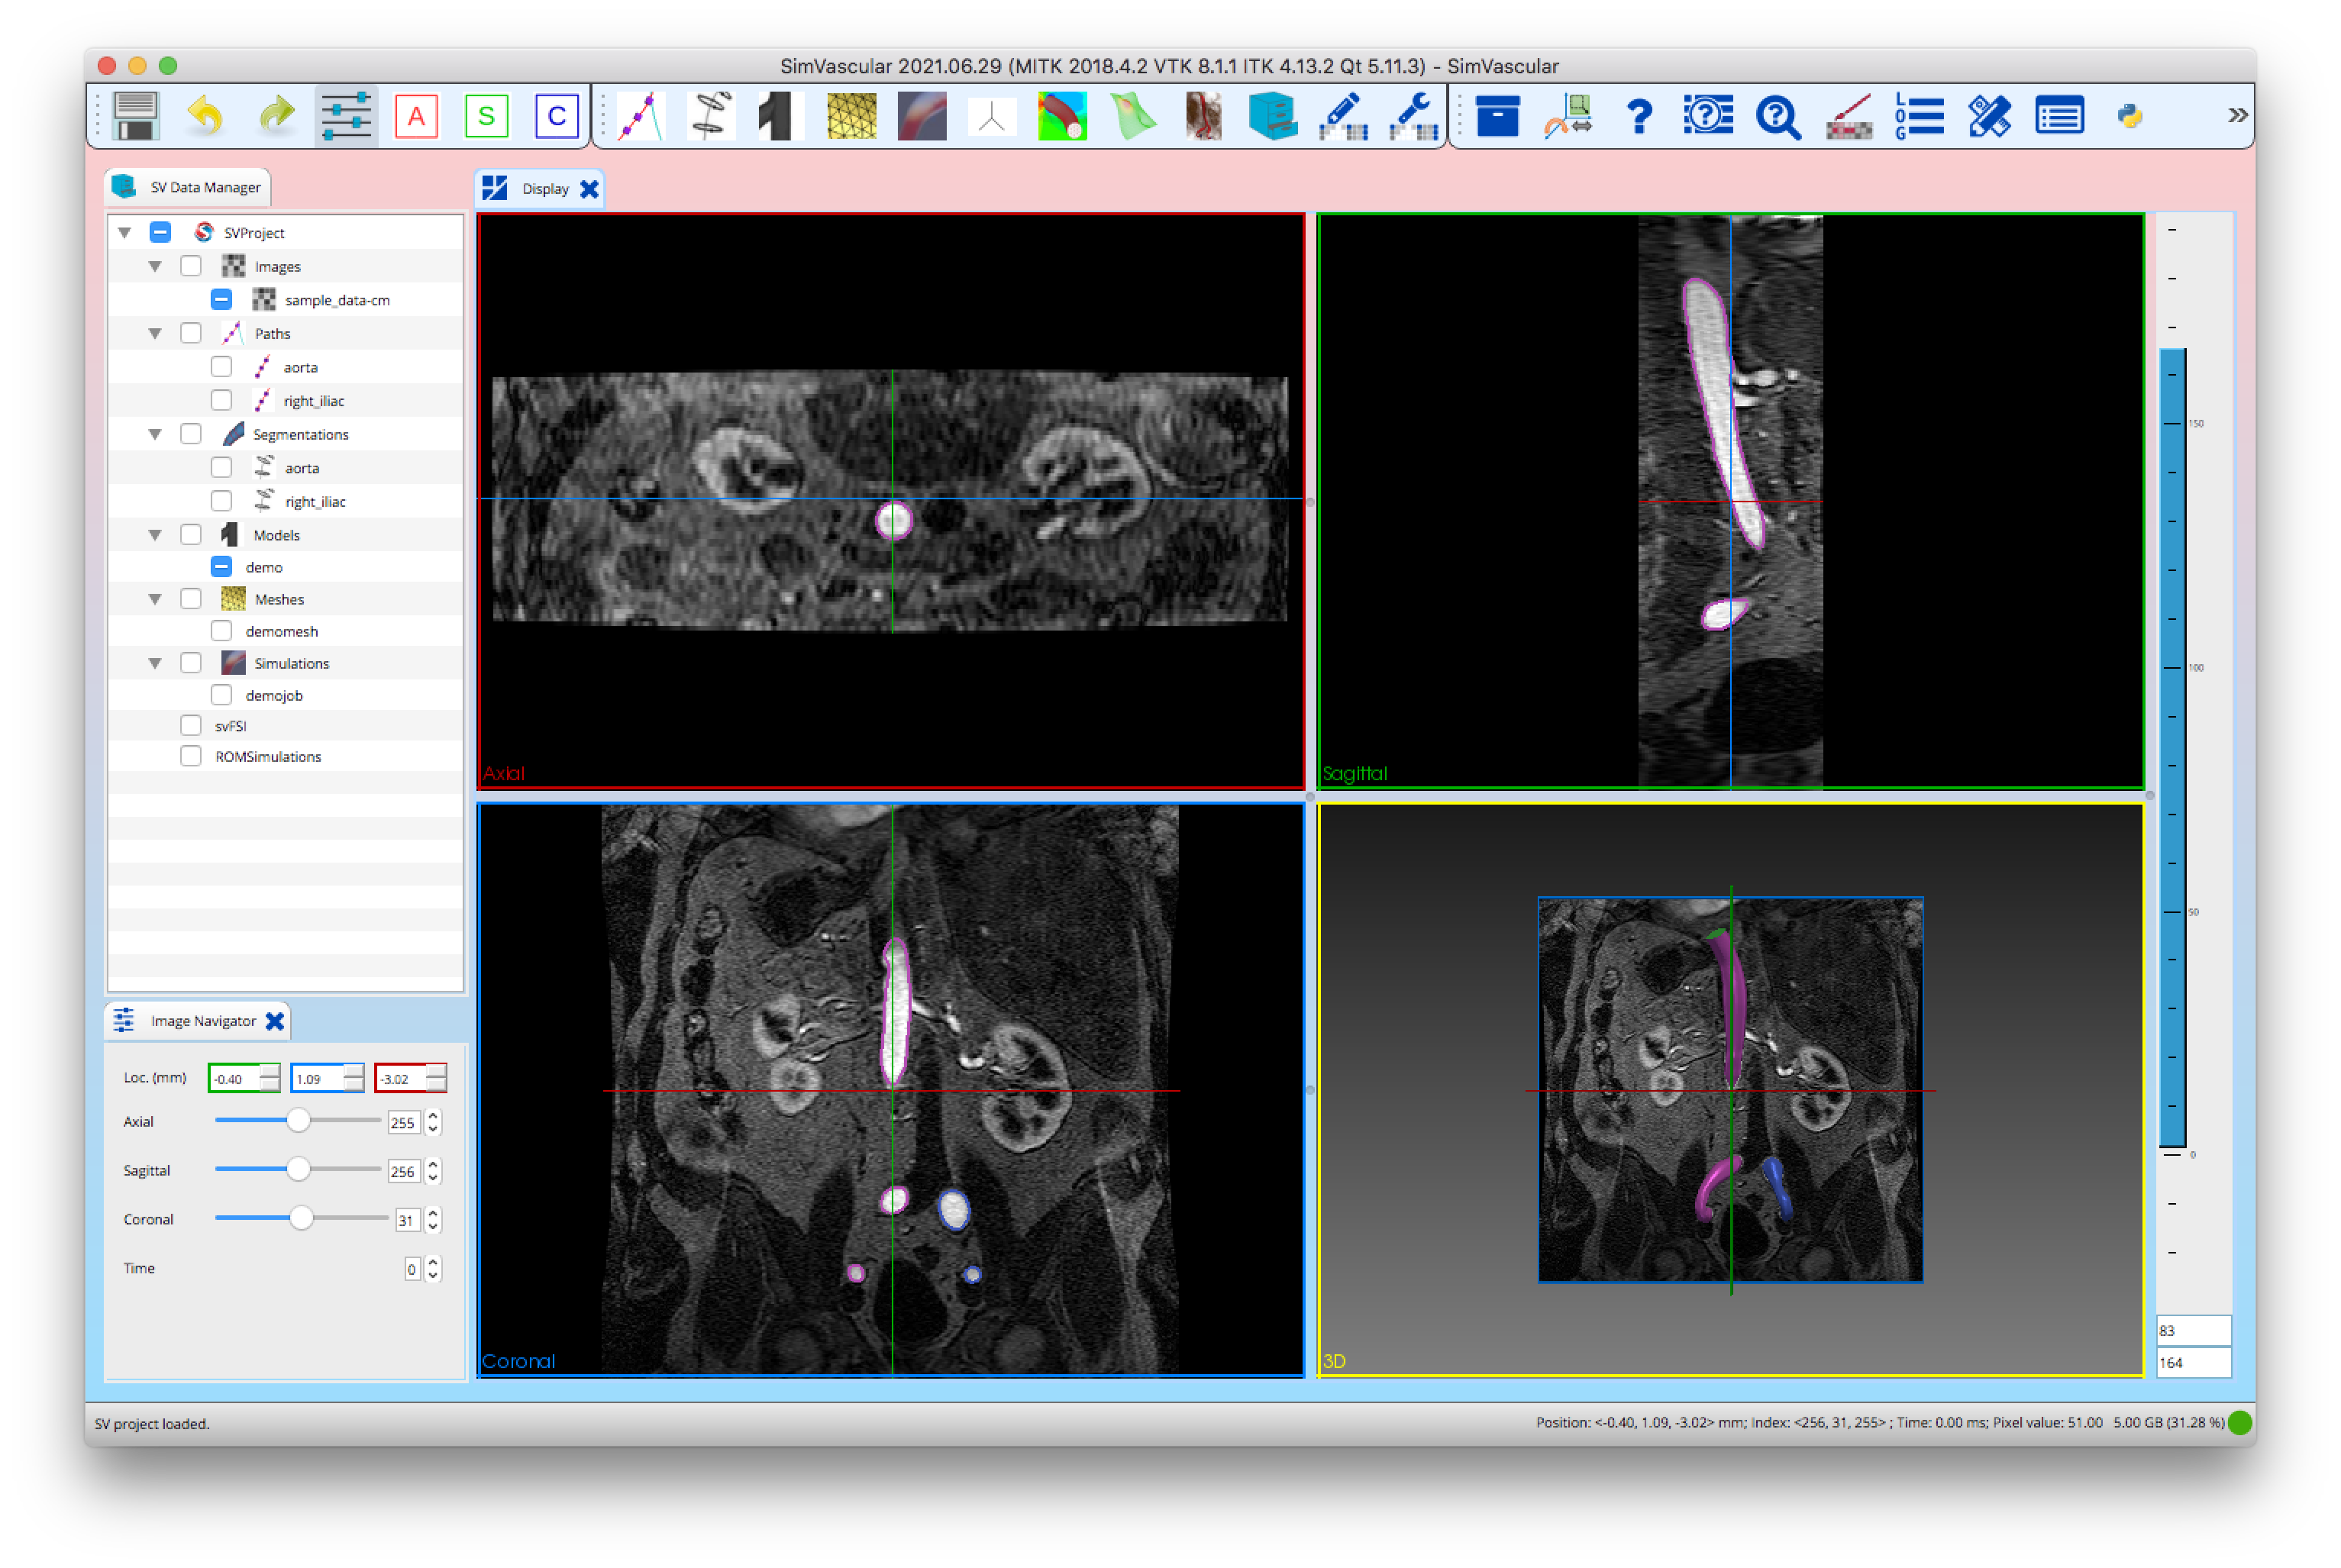 SimVascular 2021.06.29 (MITK 2018.4.2 VTK 8.1.1 ITK 4.13.2 Qt 5.11.3) - SimVascular
A S C LOG »
SV Data Manager
Display
SVProject
Images
sample_data-cm
Paths
aorta
right_iliac
Segmentations
aorta
right_iliac
Models
demo
Meshes
demomesh
Simulations
demojob
svFSI
ROMSimulations
Axial
Sagittal
Coronal
3D
150
100
50
0
83
164
Image Navigator
Loc. (mm) -0.40 1.09 -3.02
Axial 255
Sagittal 256
Coronal 31
Time 0
SV project loaded.
Position: <-0.40, 1.09, -3.02> mm; Index: <256, 31, 255> ; Time: 0.00 ms; Pixel value: 51.00 5.00 GB (31.28 %)